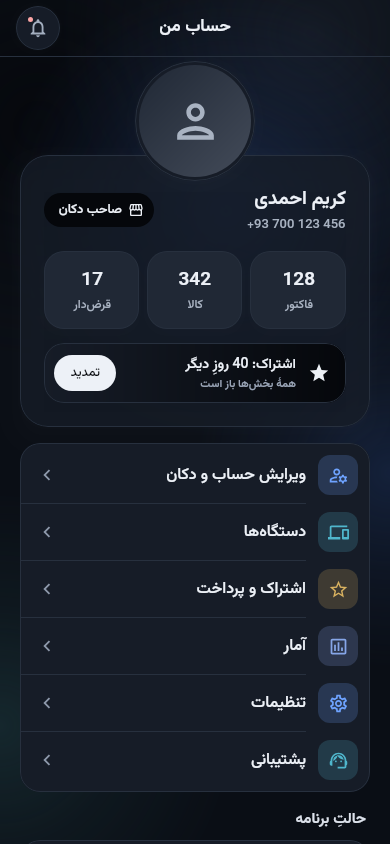 حساب من
کریم احمدی
+93 700 123 456
صاحب دکان
128
فاکتور
342
کالا
17
قرض‌دار
اشتراک: 40 روز دیگر
همهٔ بخش‌ها باز است
تمدید
ویرایش حساب و دکان
دستگاه‌ها
اشتراک و پرداخت
آمار
تنظیمات
پشتیبانی
حالتِ برنامه